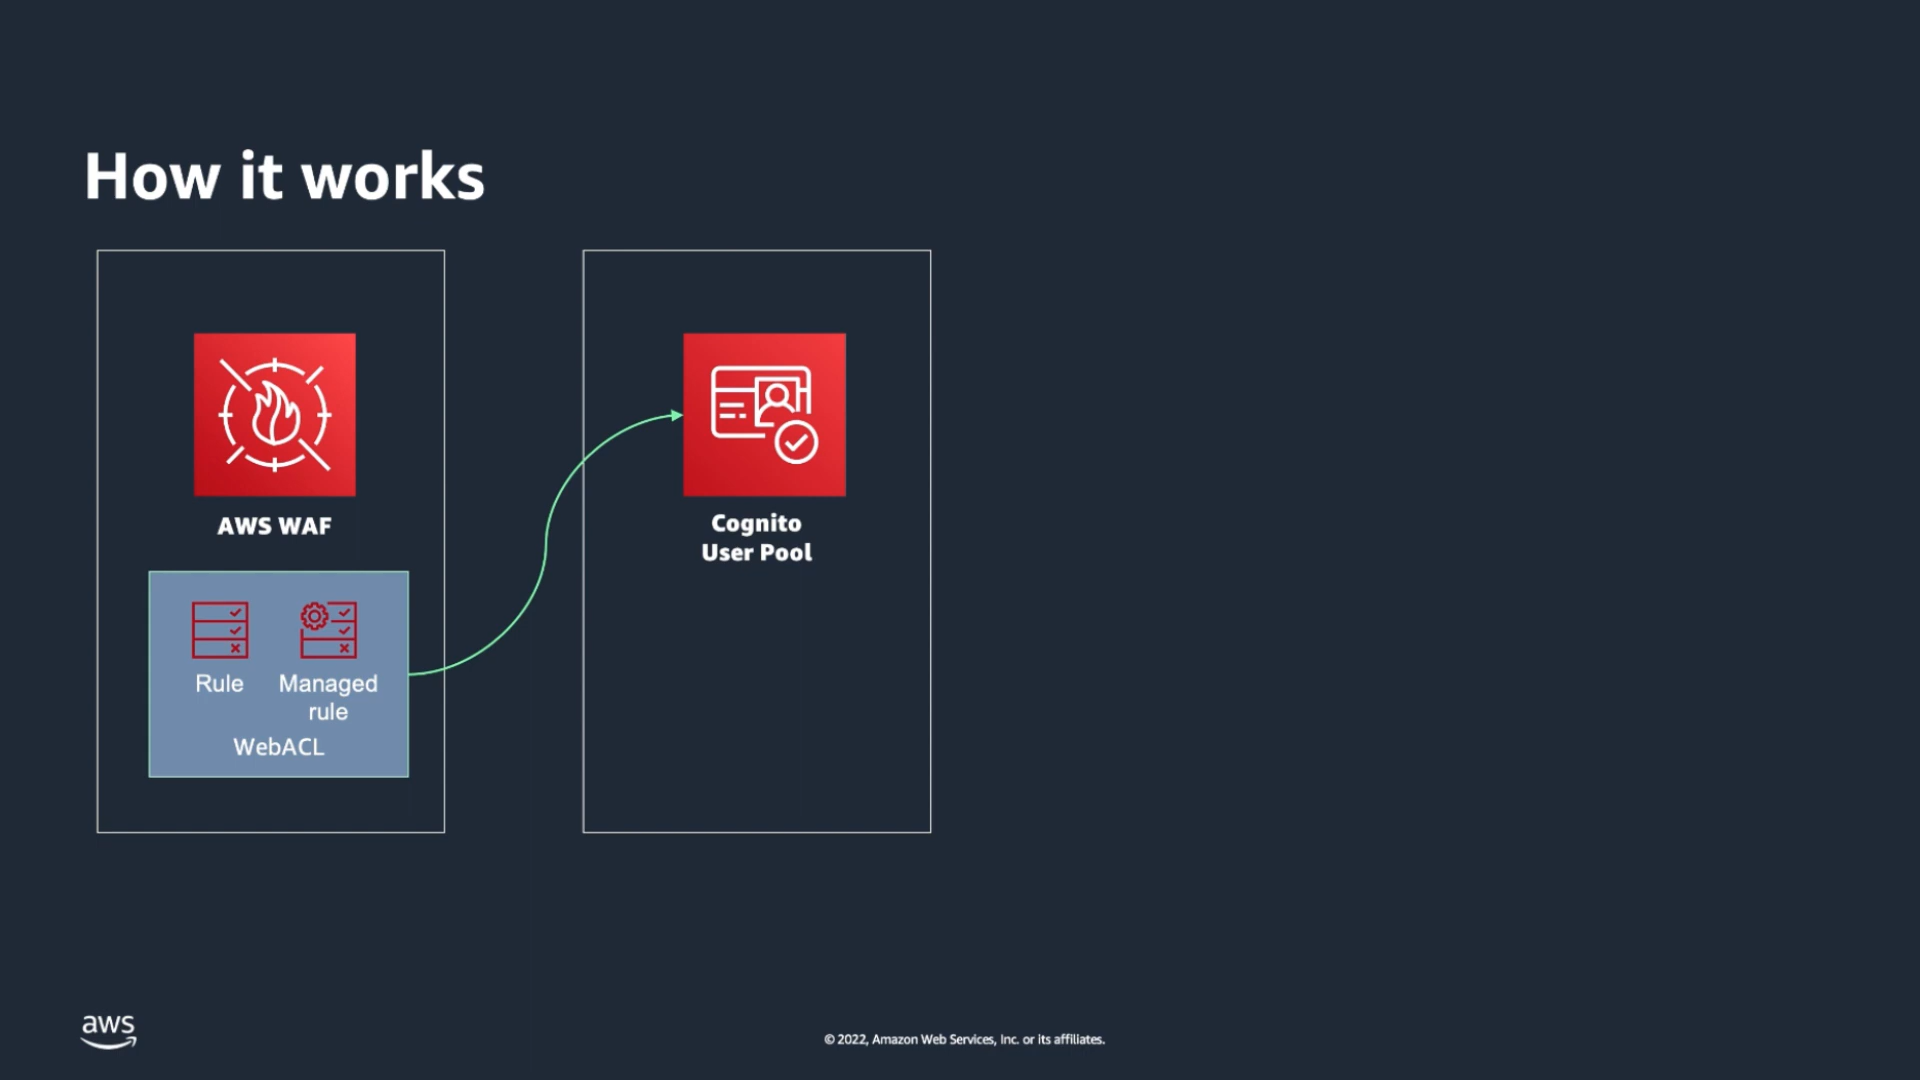 How it works
AWS WAF
Rule
Managed
rule
WebACL
Cognito
User Pool
aws
© 2022, Amazon Web Services, Inc. or its affiliates.